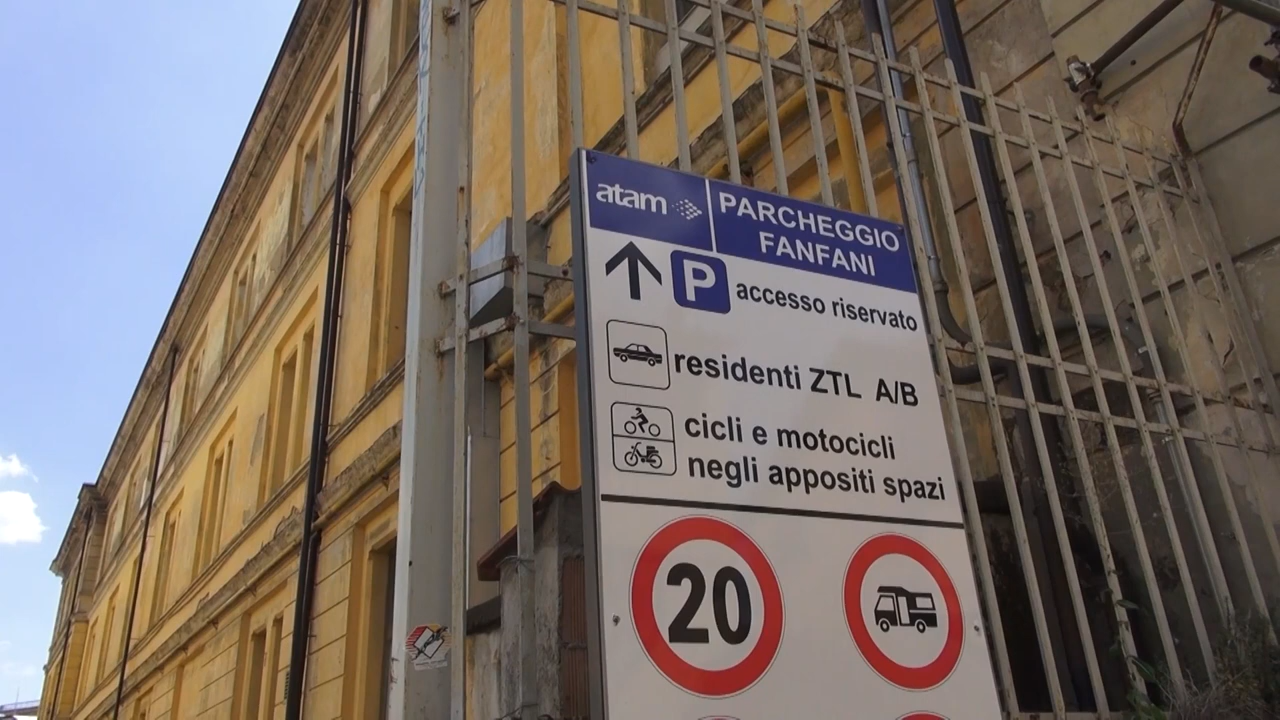 atam
PARCHEGGIO
FANFANI
P
accesso riservato
residenti ZTL A/B
cicli e motocicli
negli appositi spazi
20